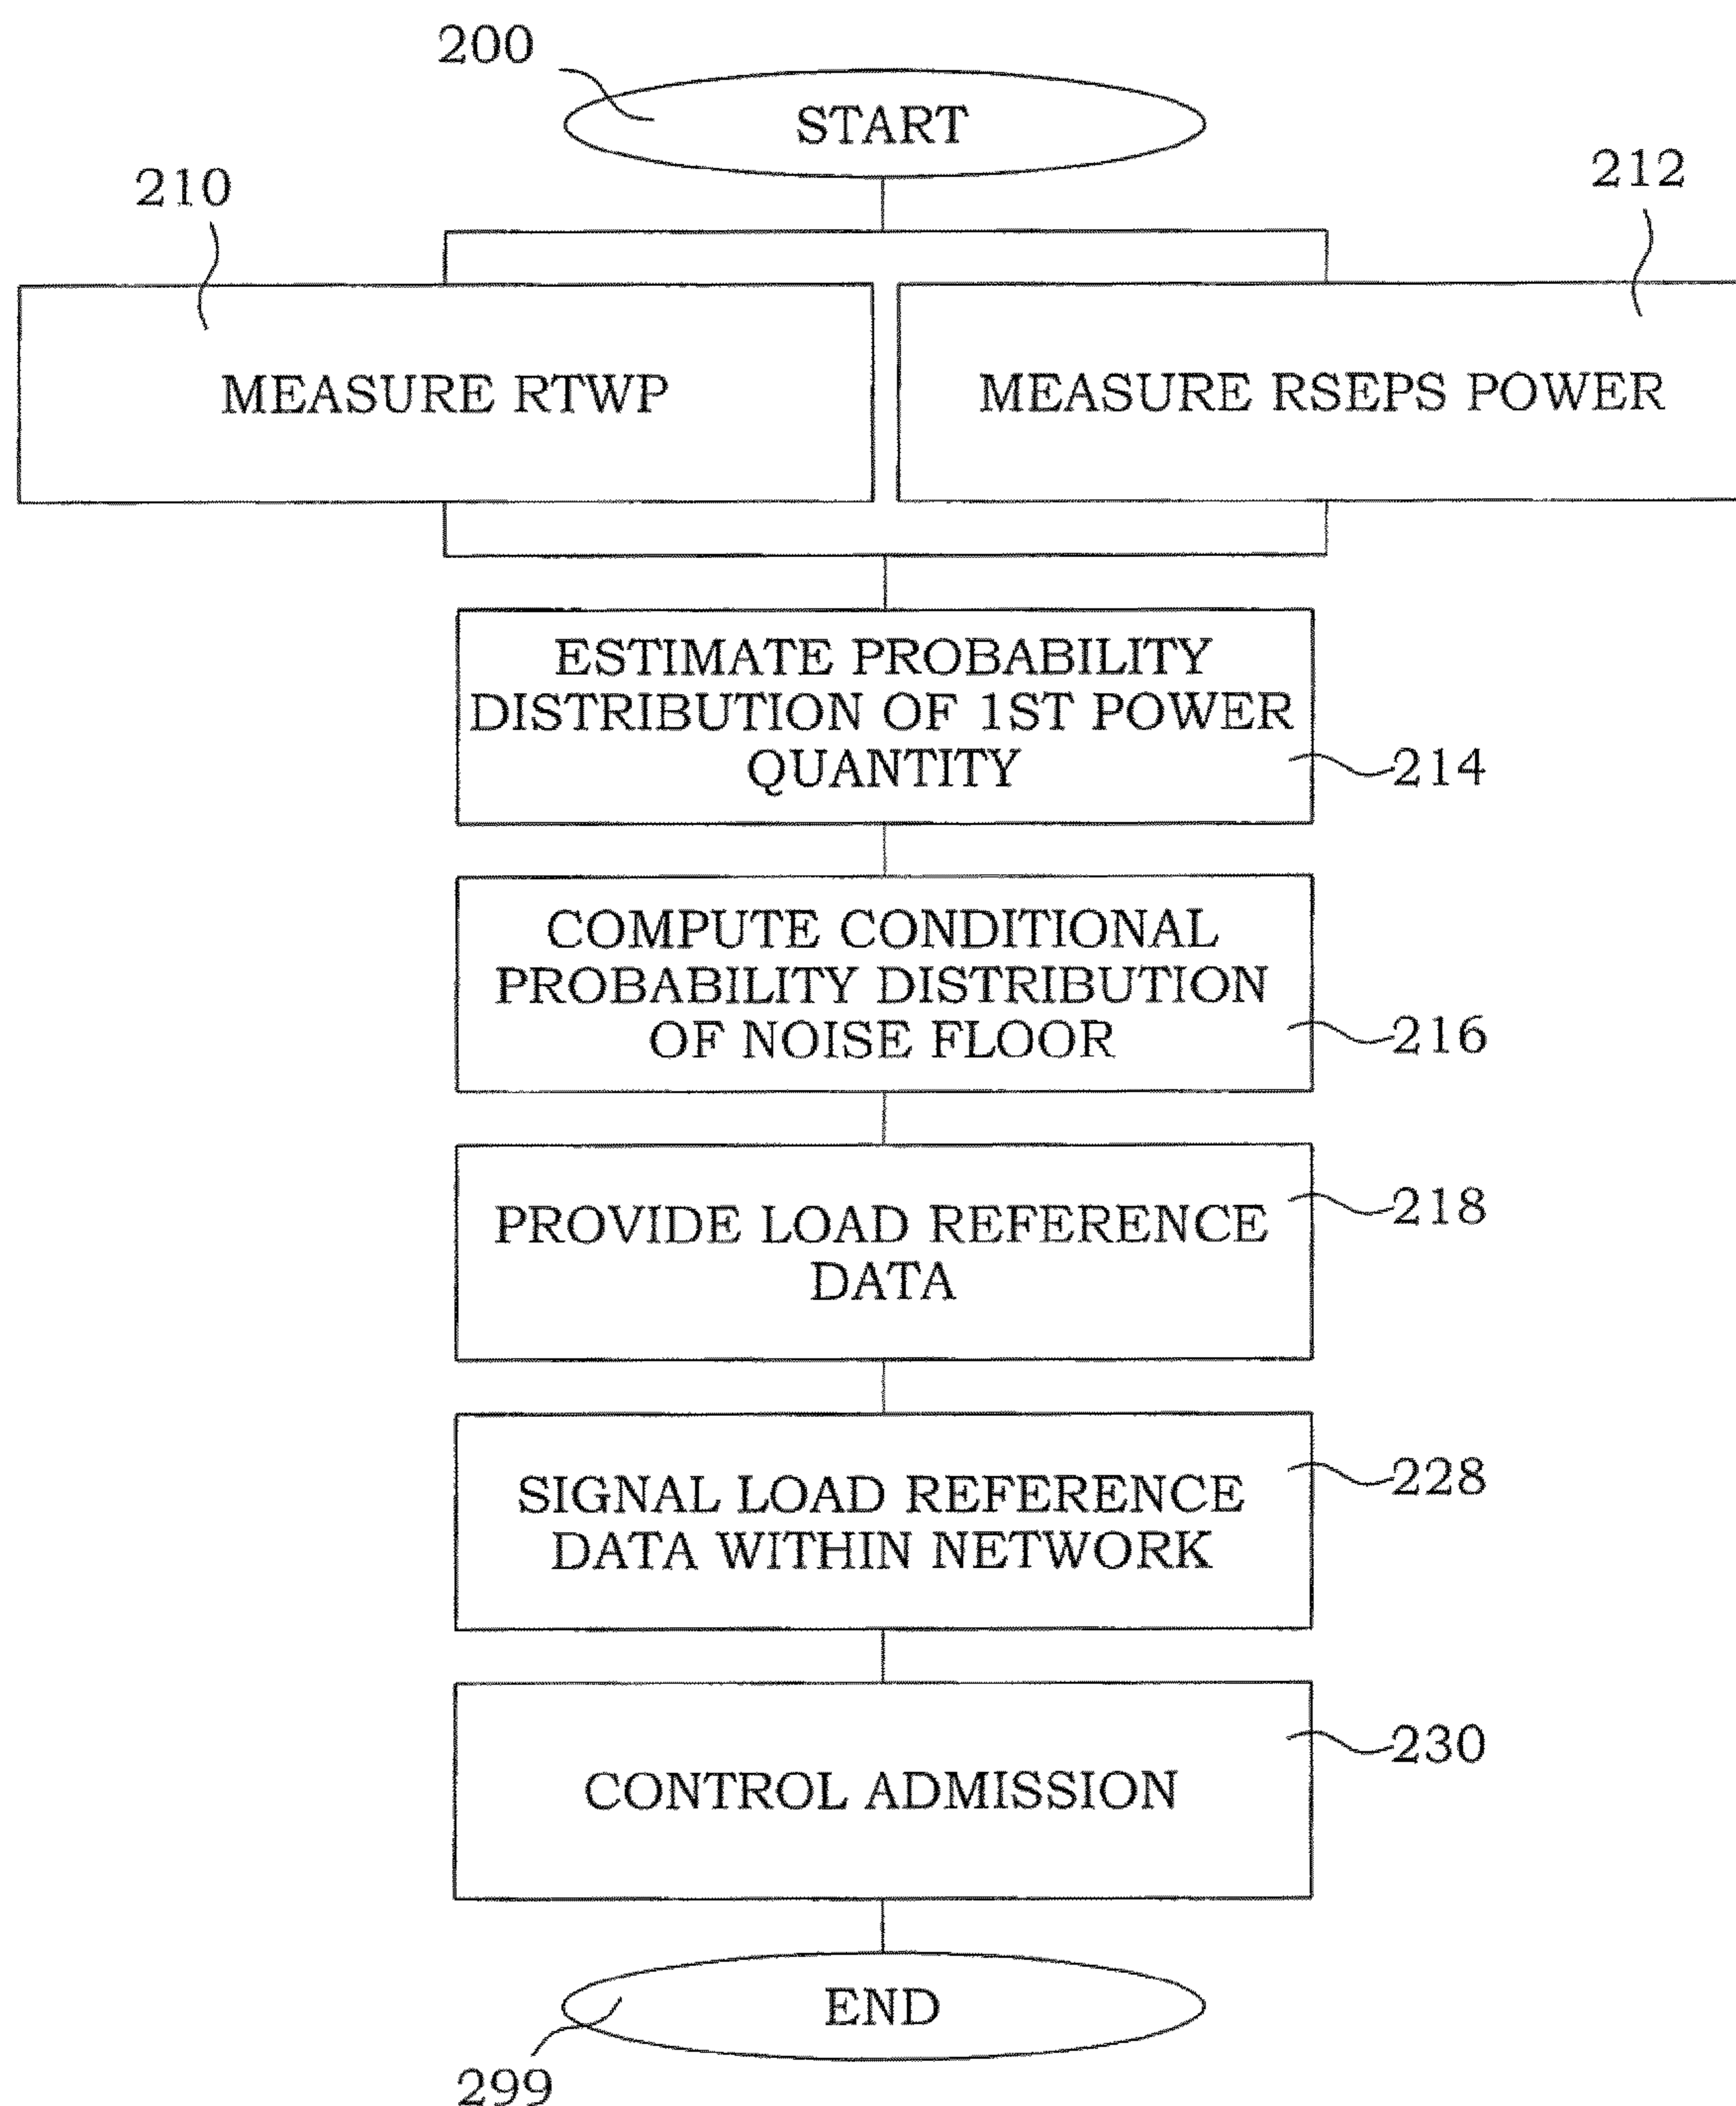 200
START
210
212
MEASURE RTWP
MEASURE RSEPS POWER
ESTIMATE PROBABILITY
DISTRIBUTION OF 1ST POWER
QUANTITY
214
COMPUTE CONDITIONAL
PROBABILITY DISTRIBUTION
OF NOISE FLOOR
216
PROVIDE LOAD REFERENCE
DATA
218
SIGNAL LOAD REFERENCE
DATA WITHIN NETWORK
228
CONTROL ADMISSION
230
END
299